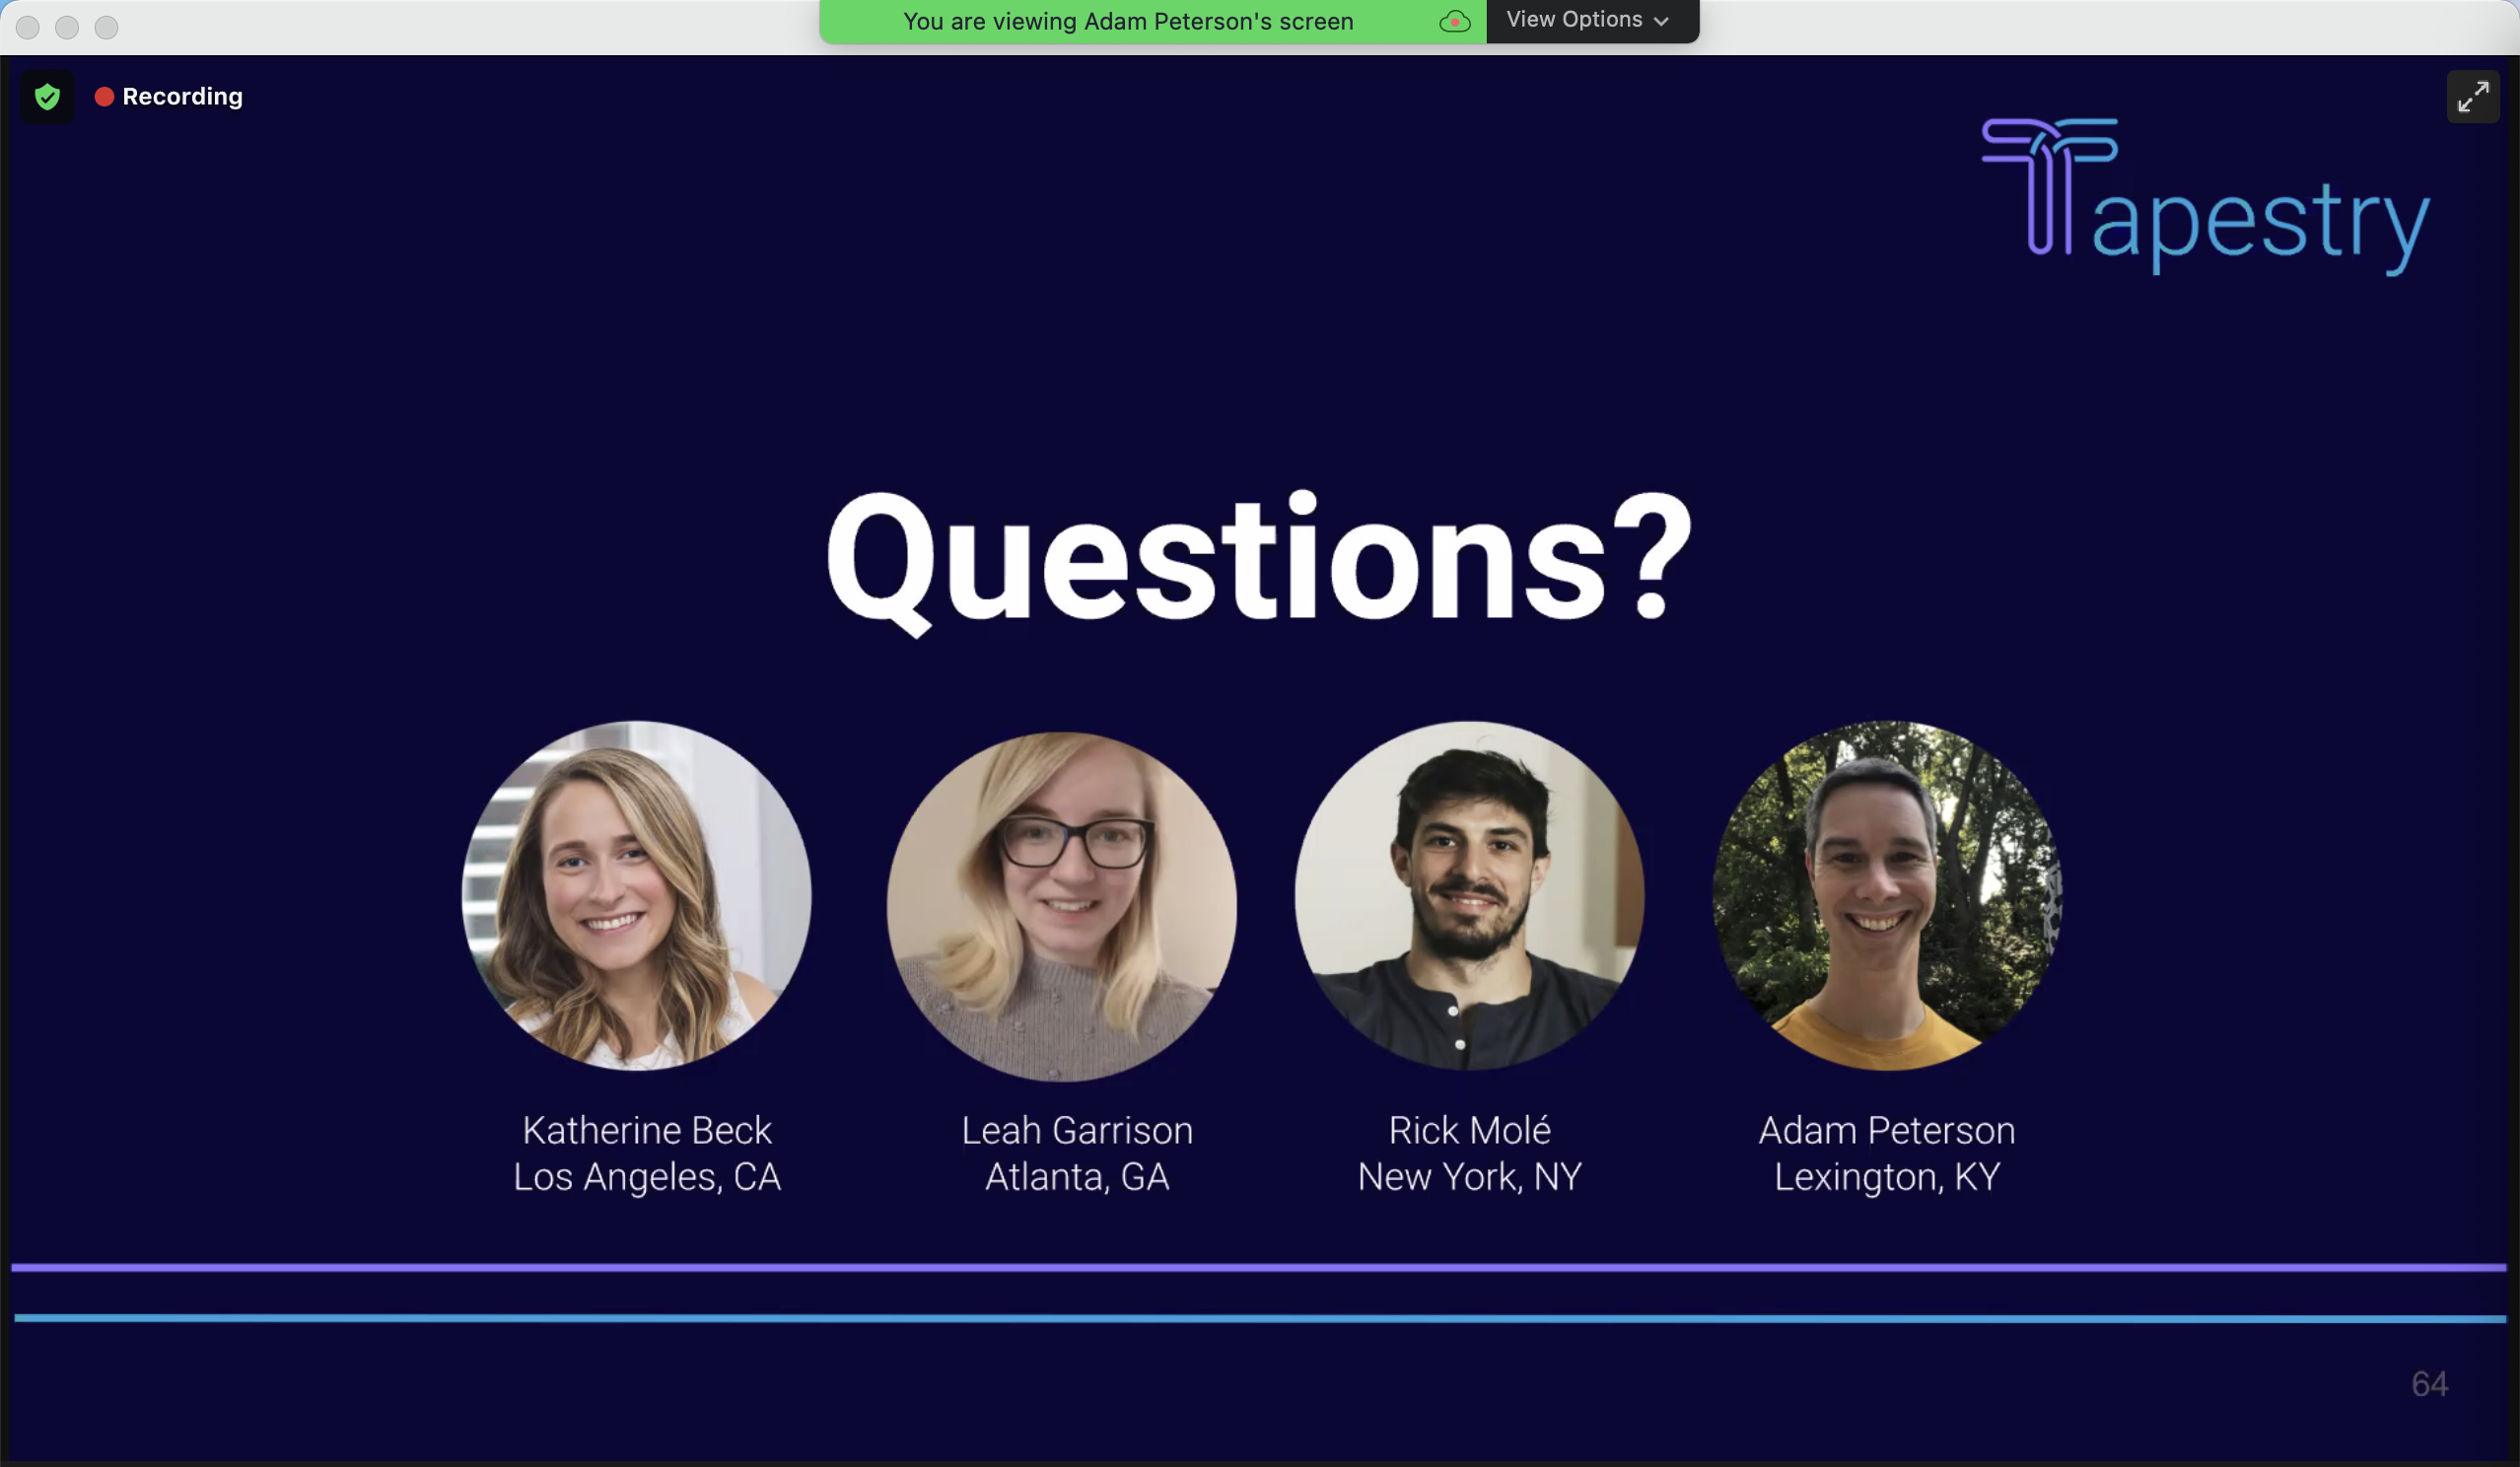 You are viewing Adam Peterson's screen
View Options
Recording
Tapestry
Questions?
Katherine Beck
Los Angeles, CA
Leah Garrison
Atlanta, GA
Rick Molé
New York, NY
Adam Peterson
Lexington, KY
64